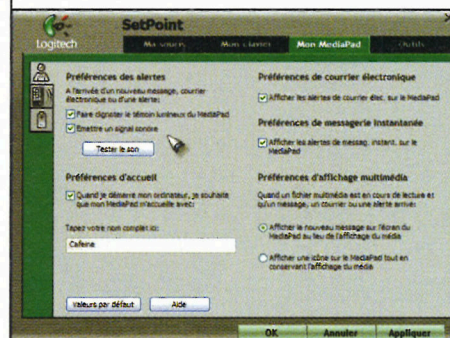 SetPoint
Logitech
Ma souris Mon clavier Mon MediaPad Outils
Préférences des alertes
A l'arrivée d'un nouveau message, courrier
électronique ou d'une alerte:
Faire clignoter le témoin lumineux du MediaPad
Emettre un signal sonore
Tester le son
Préférences d'accueil
Quand je démarre mon ordinateur, je souhaite
que mon MediaPad m'accueille avec:
Tapez votre nom complet ici:
Cafeine
Valeurs par défaut Aide
Préférences de courrier électronique
Afficher les alertes de courrier élec. sur le MediaPad
Préférences de messagerie instantanée
Afficher les alertes de messag. instant. sur le
MediaPad
Préférences d'affichage multimédia
Quand un fichier multimédia est en cours de lecture et
qu'un message, un courrier ou une alerte arrive:
Afficher le nouveau message sur l'écran du
MediaPad au lieu de l'affichage du média
Afficher une icône sur le MediaPad tout en
conservant l'affichage du média
OK Annuler Appliquer